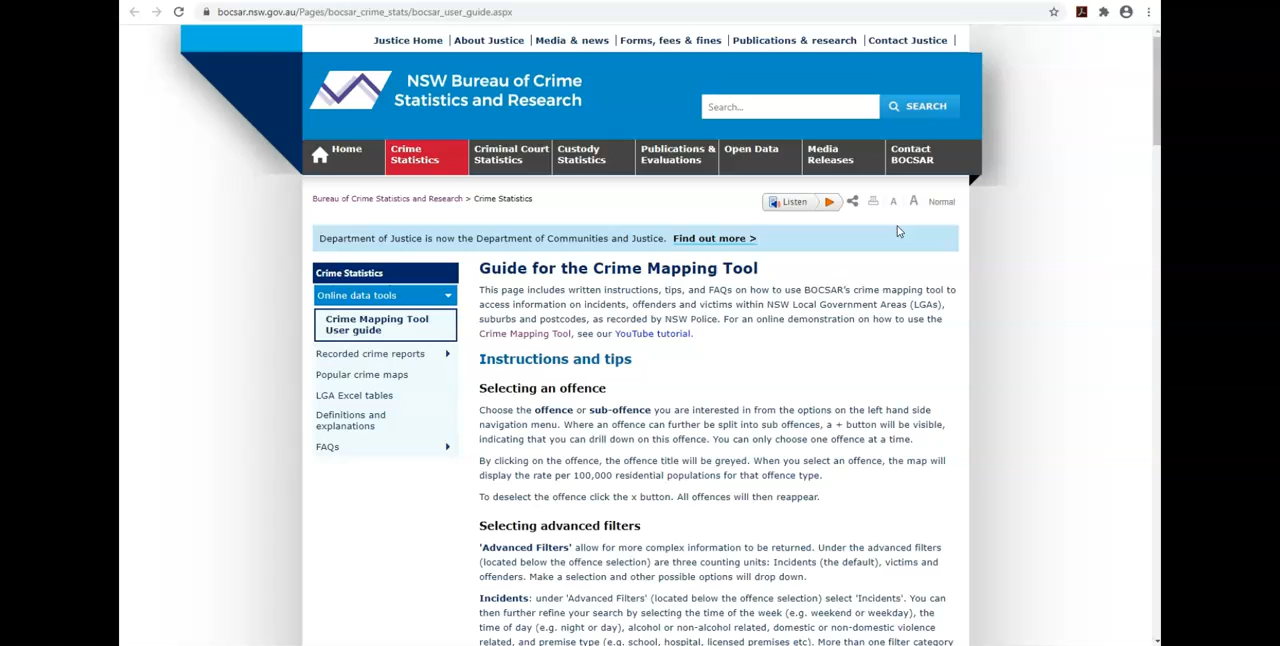 bocsar.nsw.gov.au/Pages/bocsar_crime_stats/bocsar_user_guide.aspx
Justice Home | About Justice | Media & news | Forms, fees & fines | Publications & research | Contact Justice |
NSW Bureau of Crime
Statistics and Research
Search...
SEARCH
Home
Crime
Statistics
Criminal Court
Statistics
Custody
Statistics
Publications &
Evaluations
Open Data
Media
Releases
Contact
BOCSAR
Bureau of Crime Statistics and Research > Crime Statistics
Listen
A A Normal
Department of Justice is now the Department of Communities and Justice. Find out more >
Crime Statistics
Online data tools
Crime Mapping Tool
User guide
Recorded crime reports
Popular crime maps
LGA Excel tables
Definitions and
explanations
FAQs
Guide for the Crime Mapping Tool
This page includes written instructions, tips, and FAQs on how to use BOCSAR's crime mapping tool to
access information on incidents, offenders and victims within NSW Local Government Areas (LGAs),
suburbs and postcodes, as recorded by NSW Police. For an online demonstration on how to use the
Crime Mapping Tool, see our YouTube tutorial.
Instructions and tips
Selecting an offence
Choose the offence or sub-offence you are interested in from the options on the left hand side
navigation menu. Where an offence can further be split into sub offences, a + button will be visible,
indicating that you can drill down on this offence. You can only choose one offence at a time.
By clicking on the offence, the offence title will be greyed. When you select an offence, the map will
display the rate per 100,000 residential populations for that offence type.
To deselect the offence click the x button. All offences will then reappear.
Selecting advanced filters
'Advanced Filters' allow for more complex information to be returned. Under the advanced filters
(located below the offence selection) are three counting units: Incidents (the default), victims and
offenders. Make a selection and other possible options will drop down.
Incidents: under 'Advanced Filters' (located below the offence selection) select 'Incidents'. You can
then further refine your search by selecting the time of the week (e.g. weekend or weekday), the
time of day (e.g. night or day), alcohol or non-alcohol related, domestic or non-domestic violence
related, and premise type (e.g. school, hospital, licensed premises etc). More than one filter category